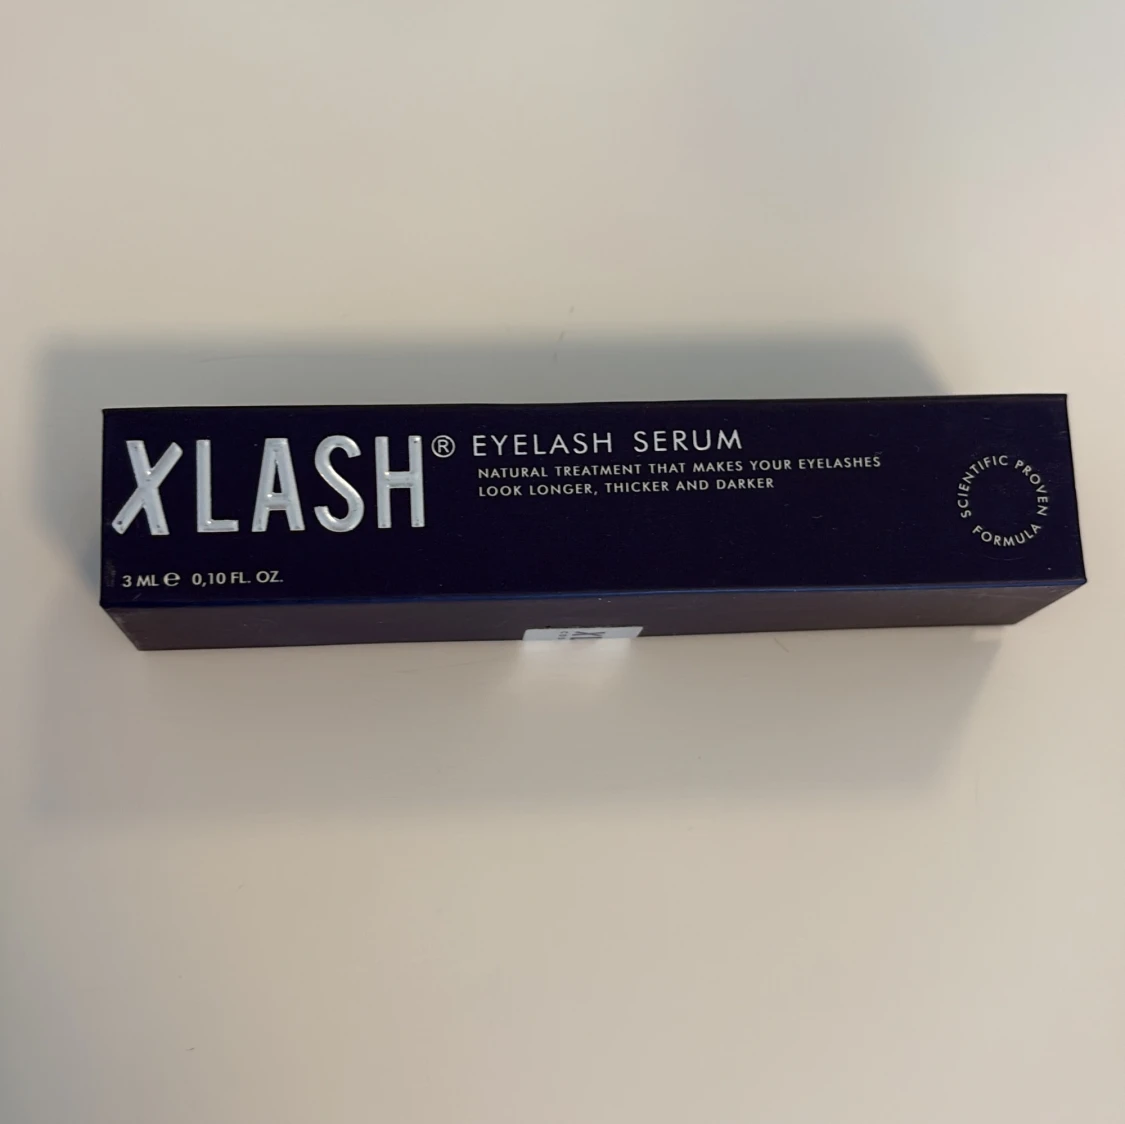 XLASH® EYELASH SERUM
NATURAL TREATMENT THAT MAKES YOUR EYELASHES
LOOK LONGER, THICKER AND DARKER
SCIENTIFIC PROVEN
FORMULA
3 ML ℮ 0,10 FL. OZ.
XL